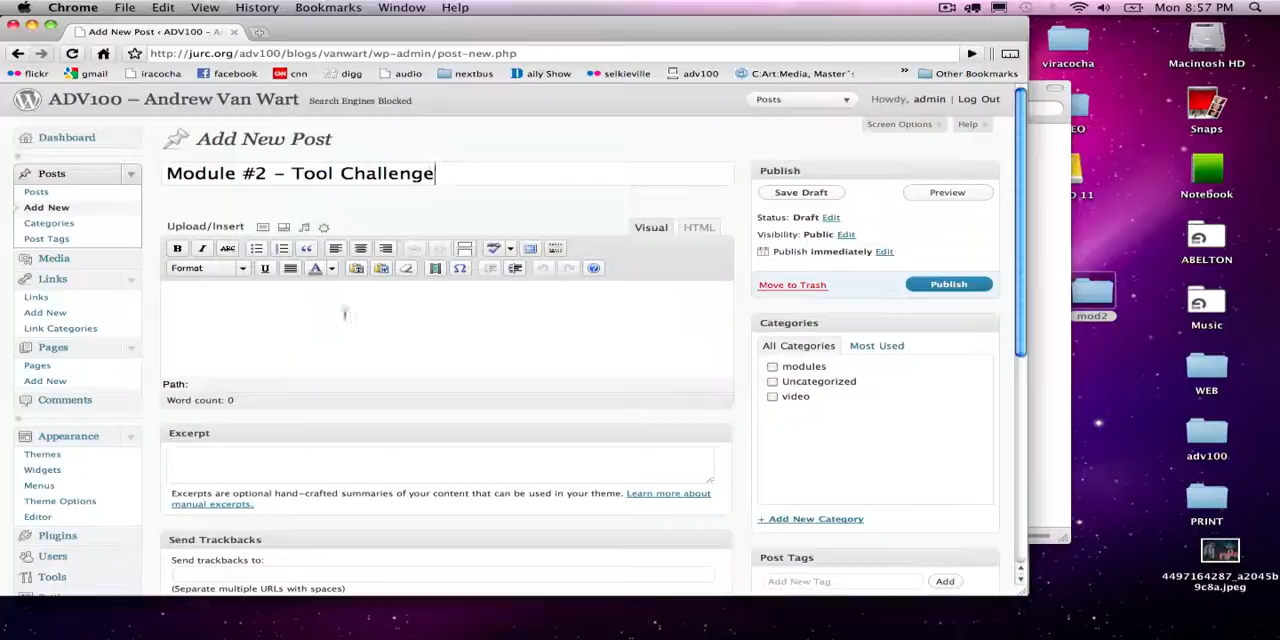 Chrome File Edit View History Bookmarks Window Help Mon 8:57 PM
Add New Post ‹ ADV100 – A
http://jurc.org/adv100/blogs/vanwart/wp-admin/post-new.php
flickr gmail iracocha facebook cnn digg audio nextbus aily Show selkieville adv100 C:Art:Media, Master' » Other Bookmarks
ADV100 – Andrew Van Wart Search Engines Blocked Posts Howdy, admin | Log Out
Screen Options Help
Dashboard
Posts
Posts
Add New
Categories
Post Tags
Media
Links
Links
Add New
Link Categories
Pages
Pages
Add New
Comments
Appearance
Themes
Widgets
Menus
Theme Options
Editor
Plugins
Users
Tools
Add New Post
Module #2 – Tool Challenge
Upload/Insert Visual HTML
B I ABC
Format U A
Path:
Word count: 0
Excerpt
Excerpts are optional hand-crafted summaries of your content that can be used in your theme. Learn more about
manual excerpts.
Send Trackbacks
Send trackbacks to:
(Separate multiple URLs with spaces)
Publish
Save Draft Preview
Status: Draft Edit
Visibility: Public Edit
Publish immediately Edit
Move to Trash Publish
Categories
All Categories Most Used
modules
Uncategorized
video
+ Add New Category
Post Tags
Add New Tag Add
viracocha
EO
D 11
mod2
Macintosh HD
Snaps
Notebook
ABELTON
Music
WEB
adv100
PRINT
4497164287_a2045b
9c8a.jpeg